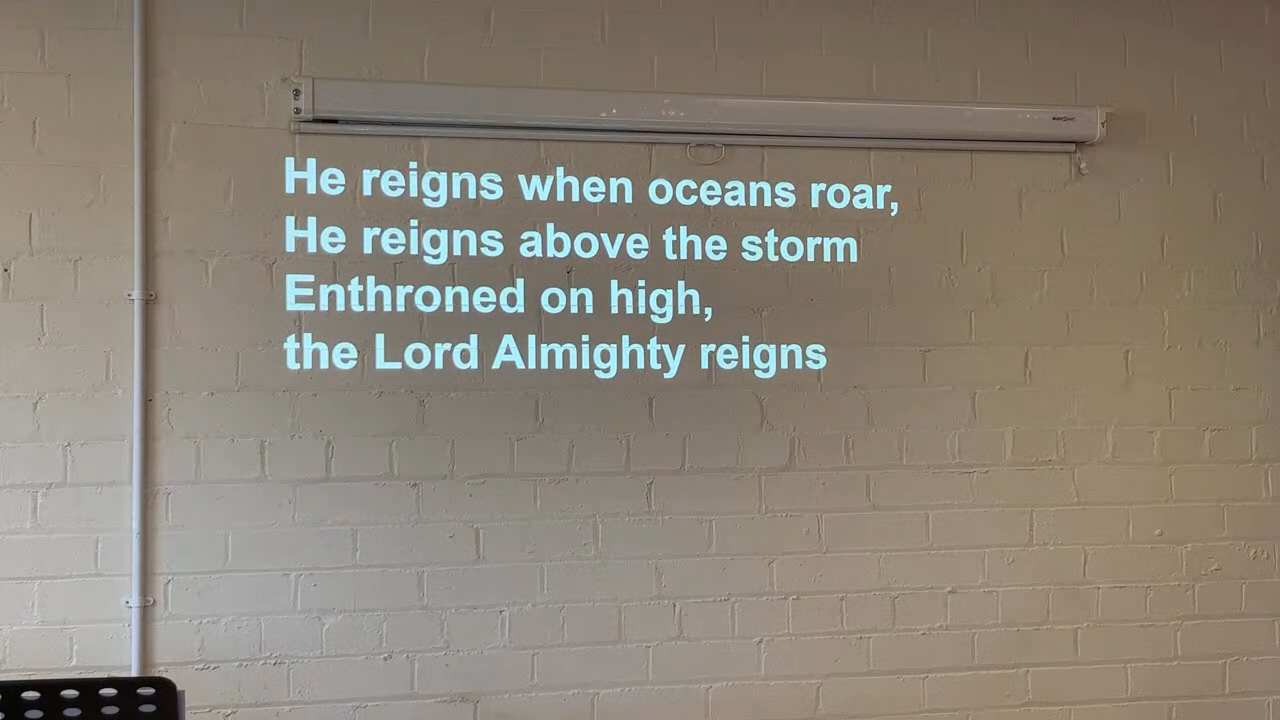 He reigns when oceans roar,
He reigns above the storm
Enthroned on high,
the Lord Almighty reigns